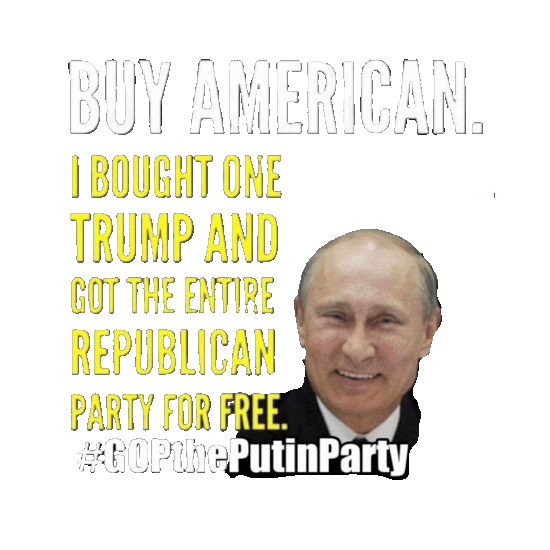 BUY AMERICAN.
I BOUGHT ONE
TRUMP AND
GOT THE ENTIRE
REPUBLICAN
PARTY FOR FREE.
#GOPthePutinParty